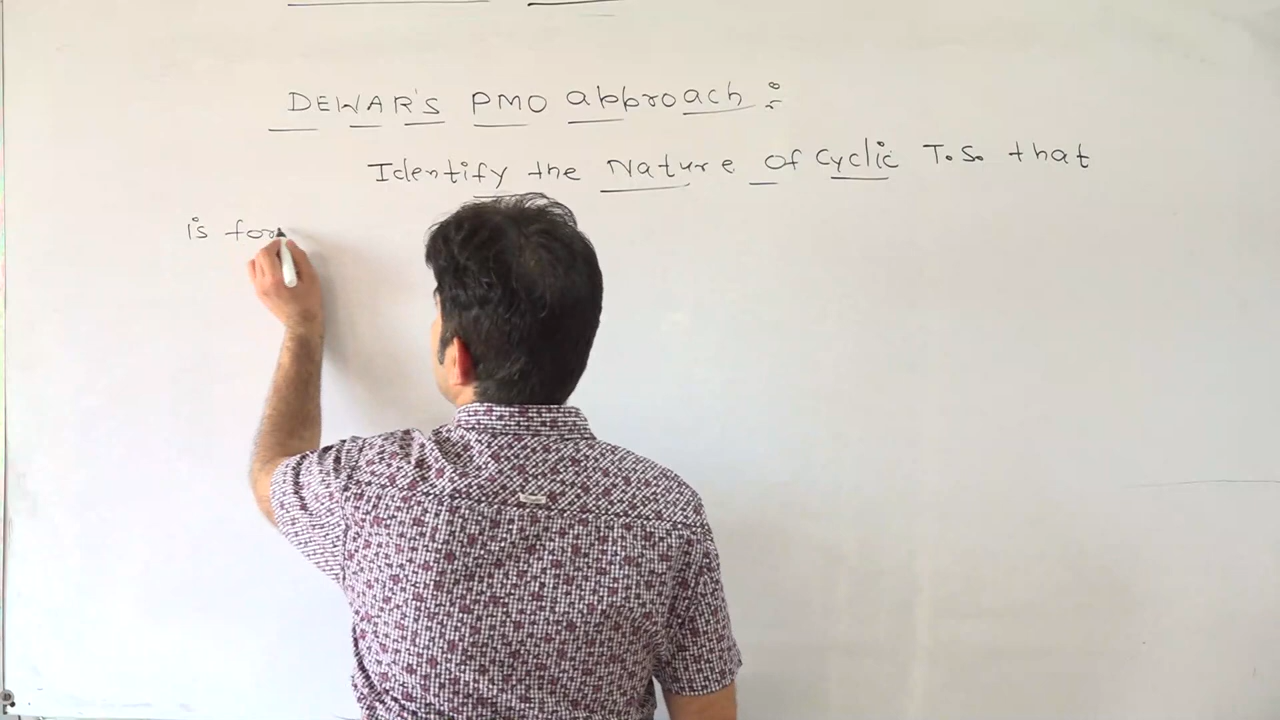 DEWAR'S PMO approach :
Identify the Nature of Cyclic T.S. that
is for